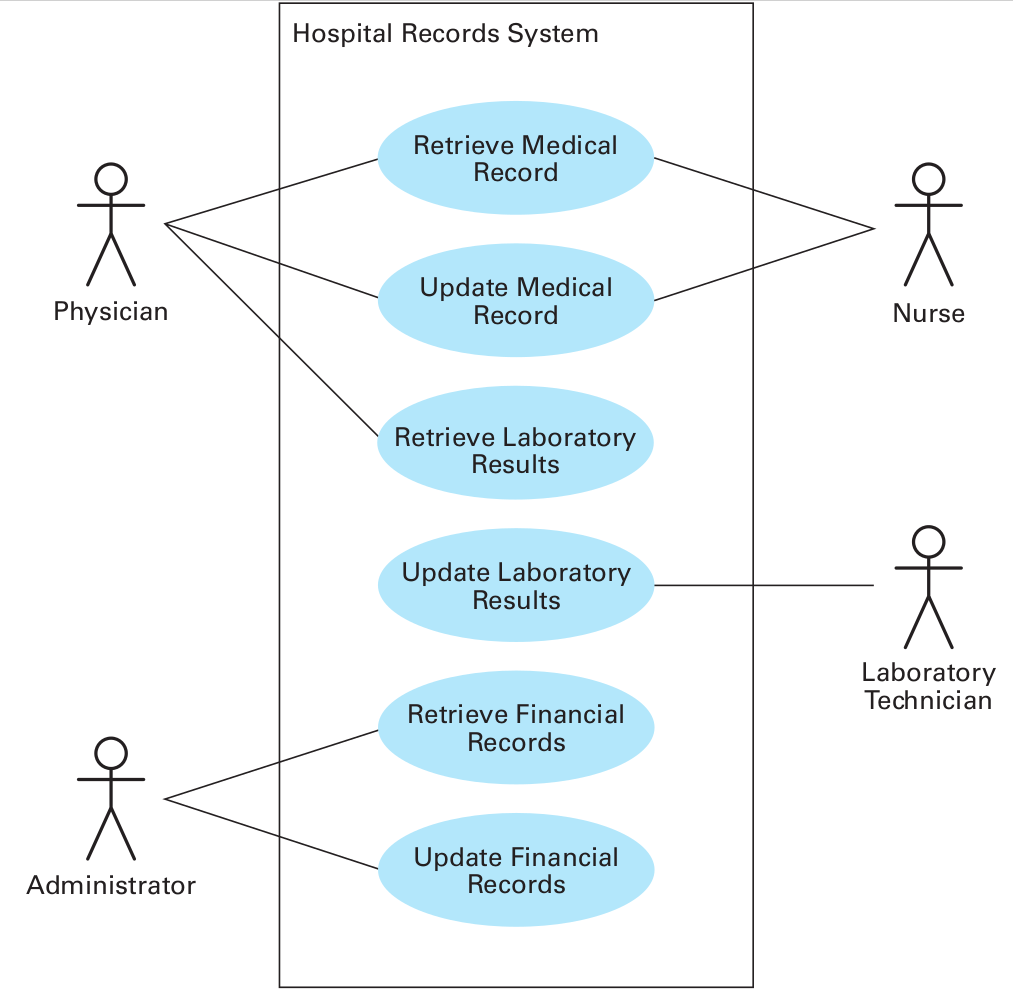 Hospital Records System
Retrieve Medical
Record
Update Medical
Record
Physician
Nurse
Retrieve Laboratory
Results
Update Laboratory
Results
Laboratory
Technician
Retrieve Financial
Records
Update Financial
Records
Administrator